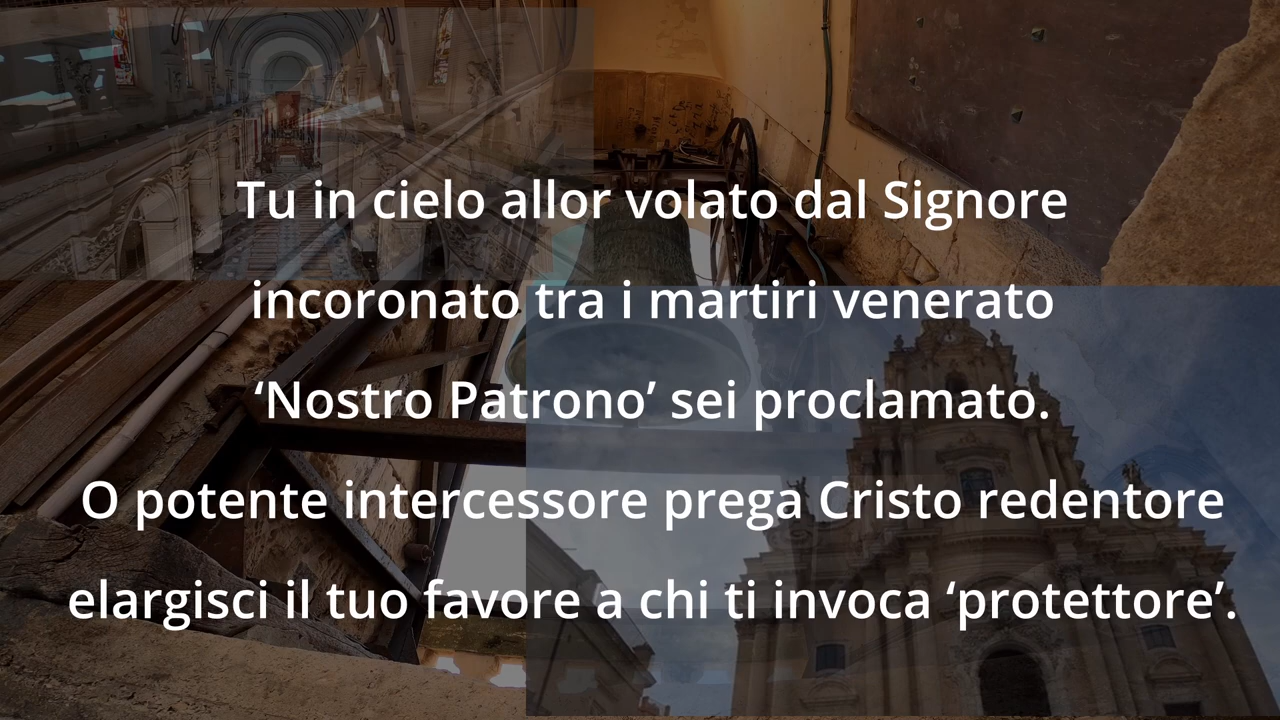 Tu in cielo allor volato dal Signore
incoronato tra i martiri venerato
‘Nostro Patrono’ sei proclamato.
O potente intercessore prega Cristo redentore
elargisci il tuo favore a chi ti invoca ‘protettore’.